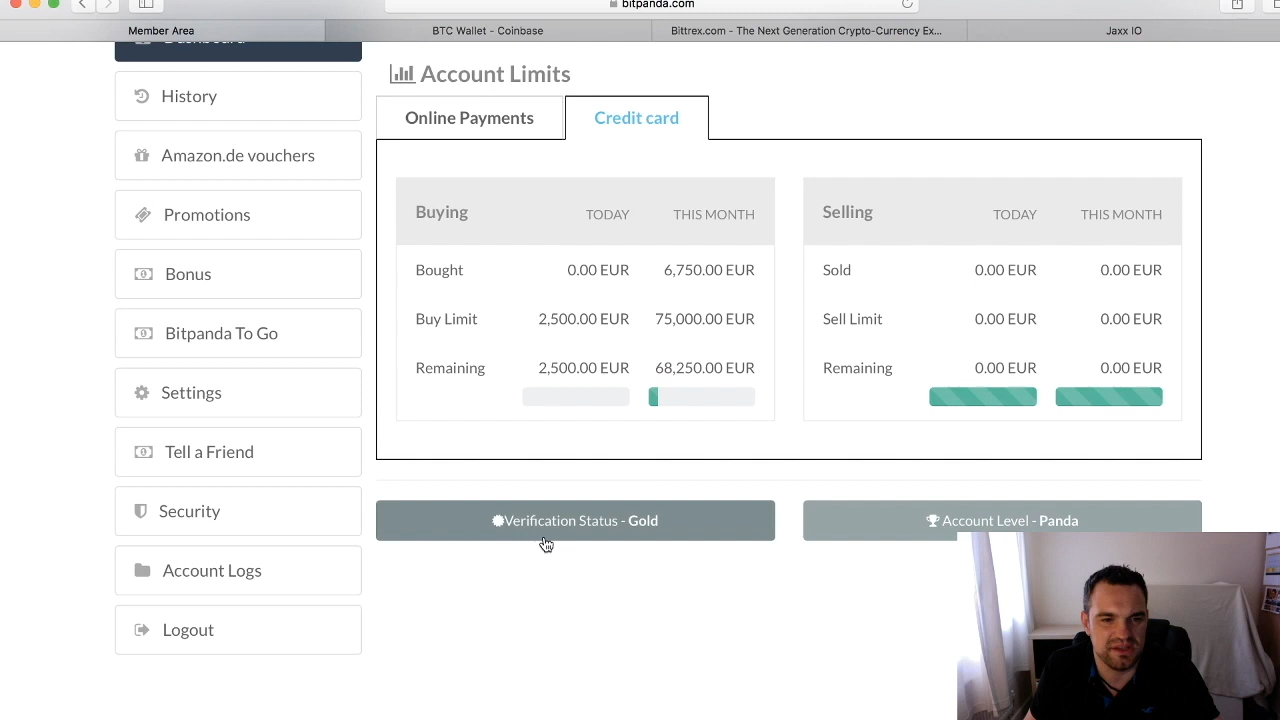 bitpanda.com
Member Area
BTC Wallet - Coinbase
Bittrex.com - The Next Generation Crypto-Currency Ex...
Jaxx IO
Dashboard
History
Amazon.de vouchers
Promotions
Bonus
Bitpanda To Go
Settings
Tell a Friend
Security
Account Logs
Logout
Account Limits
Online Payments
Credit card
Buying TODAY THIS MONTH
Bought 0.00 EUR 6,750.00 EUR
Buy Limit 2,500.00 EUR 75,000.00 EUR
Remaining 2,500.00 EUR 68,250.00 EUR
Selling TODAY THIS MONTH
Sold 0.00 EUR 0.00 EUR
Sell Limit 0.00 EUR 0.00 EUR
Remaining 0.00 EUR 0.00 EUR
Verification Status - Gold
Account Level - Panda